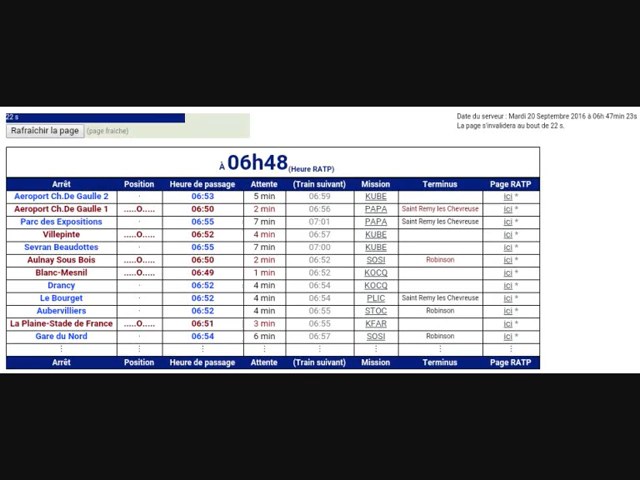 22 s
Date du serveur : Mardi 20 Septembre 2016 à 06h 47min 23s
Rafraîchir la page (page fraiche)
La page s'invalidera au bout de 22 s.
À 06h48 (Heure RATP)
Arrêt Position Heure de passage Attente (Train suivant) Mission Terminus Page RATP
Aeroport Ch.De Gaulle 2 · 06:53 5 min 06:59 KUBE ici *
Aeroport Ch.De Gaulle 1 .....O..... 06:50 2 min 06:56 PAPA Saint Remy les Chevreuse ici *
Parc des Expositions · 06:55 7 min 07:01 PAPA Saint Remy les Chevreuse ici *
Villepinte .....O..... 06:52 4 min 06:57 KUBE ici *
Sevran Beaudottes · 06:55 7 min 07:00 KUBE ici *
Aulnay Sous Bois .....O..... 06:50 2 min 06:52 SOSI Robinson ici *
Blanc-Mesnil .....O..... 06:49 1 min 06:52 KOCQ ici *
Drancy · 06:52 4 min 06:54 KOCQ ici *
Le Bourget · 06:52 4 min 06:54 PLIC Saint Remy les Chevreuse ici *
Aubervilliers · 06:52 4 min 06:55 STOC Robinson ici *
La Plaine-Stade de France .....O..... 06:51 3 min 06:55 KFAR ici *
Gare du Nord · 06:54 6 min 06:57 SOSI Robinson ici *
⋮ ⋮ ⋮ ⋮ ⋮ ⋮ ⋮ ⋮
Arrêt Position Heure de passage Attente (Train suivant) Mission Terminus Page RATP